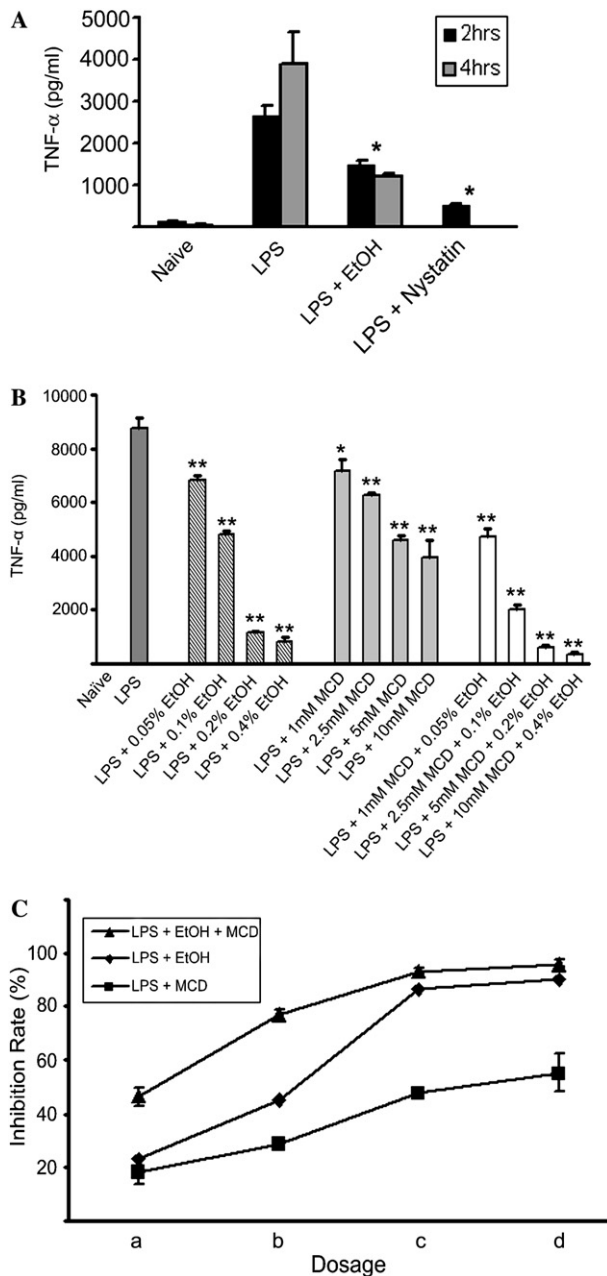 A
TNF-α (pg/ml)
5000
4000
3000
2000
1000
2hrs
4hrs
*
*
Naïve
LPS
LPS + EtOH
LPS + Nystatin
B
TNF-α (pg/ml)
10000
8000
6000
4000
2000
**
**
**
**
*
**
**
**
**
**
**
**
Naïve
LPS
LPS + 0.05% EtOH
LPS + 0.1% EtOH
LPS + 0.2% EtOH
LPS + 0.4% EtOH
LPS + 1mM MCD
LPS + 2.5mM MCD
LPS + 5mM MCD
LPS + 10mM MCD
LPS + 1mM MCD + 0.05% EtOH
LPS + 2.5mM MCD + 0.1% EtOH
LPS + 5mM MCD + 0.2% EtOH
LPS + 10mM MCD + 0.4% EtOH
C
LPS + EtOH + MCD
LPS + EtOH
LPS + MCD
Inhibition Rate (%)
100
80
60
40
20
a b c d
Dosage